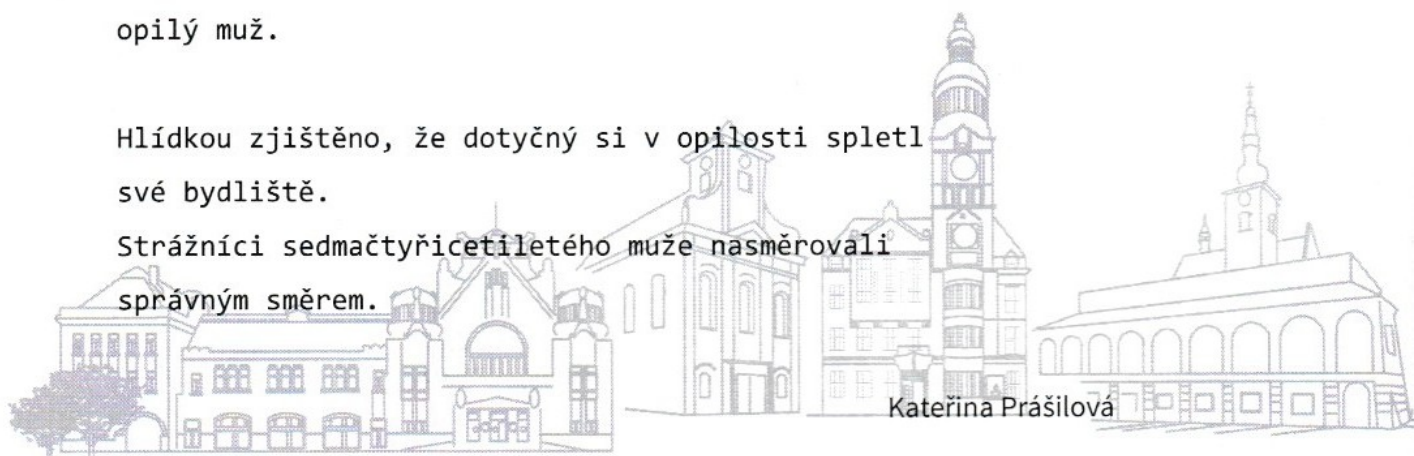 opilý muž.
Hlídkou zjištěno, že dotyčný si v opilosti spletl
své bydliště.
Strážníci sedmačtyřicetiletého muže nasměrovali
správným směrem.
Kateřina Prášilová